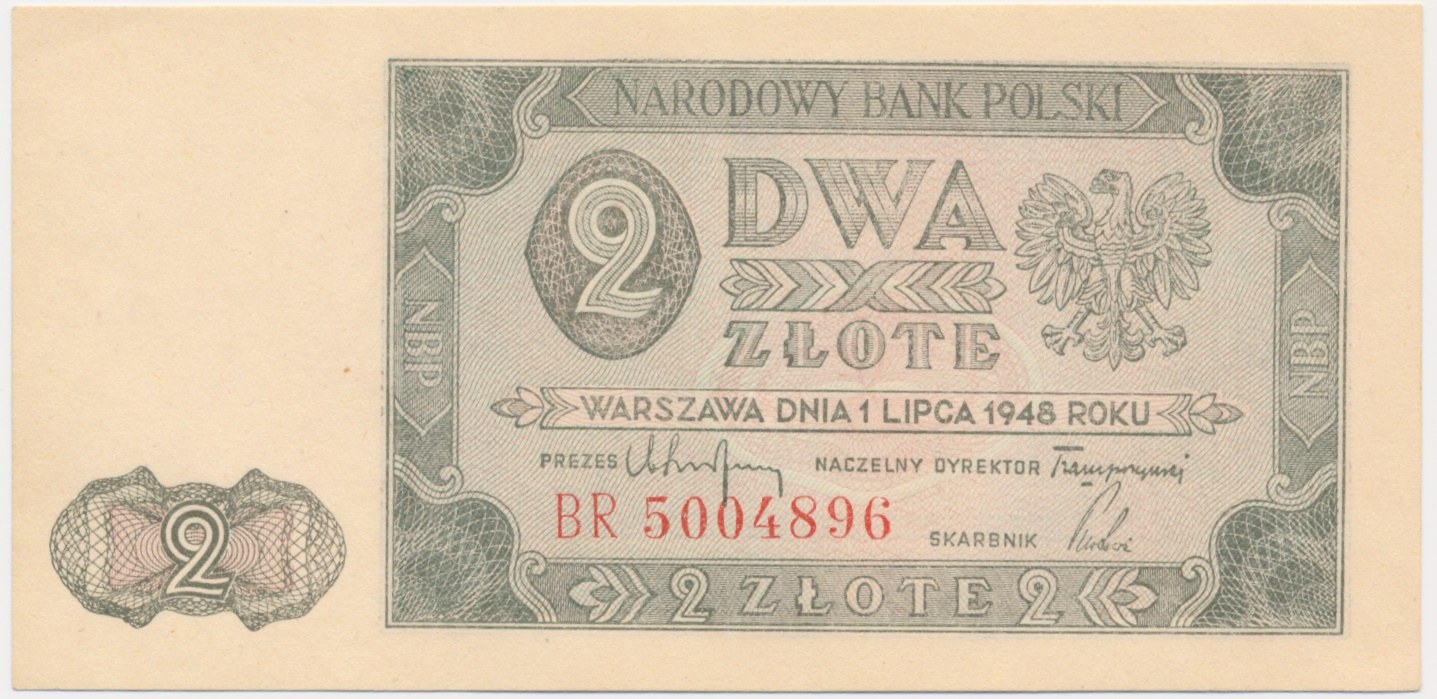 NARODOWY BANK POLSKI
2 DWA
ZŁOTE
NBP
NBP
WARSZAWA DNIA 1 LIPCA 1948 ROKU
PREZES NACZELNY DYREKTOR
BR 5004896
SKARBNIK
2
2 ZŁOTE 2